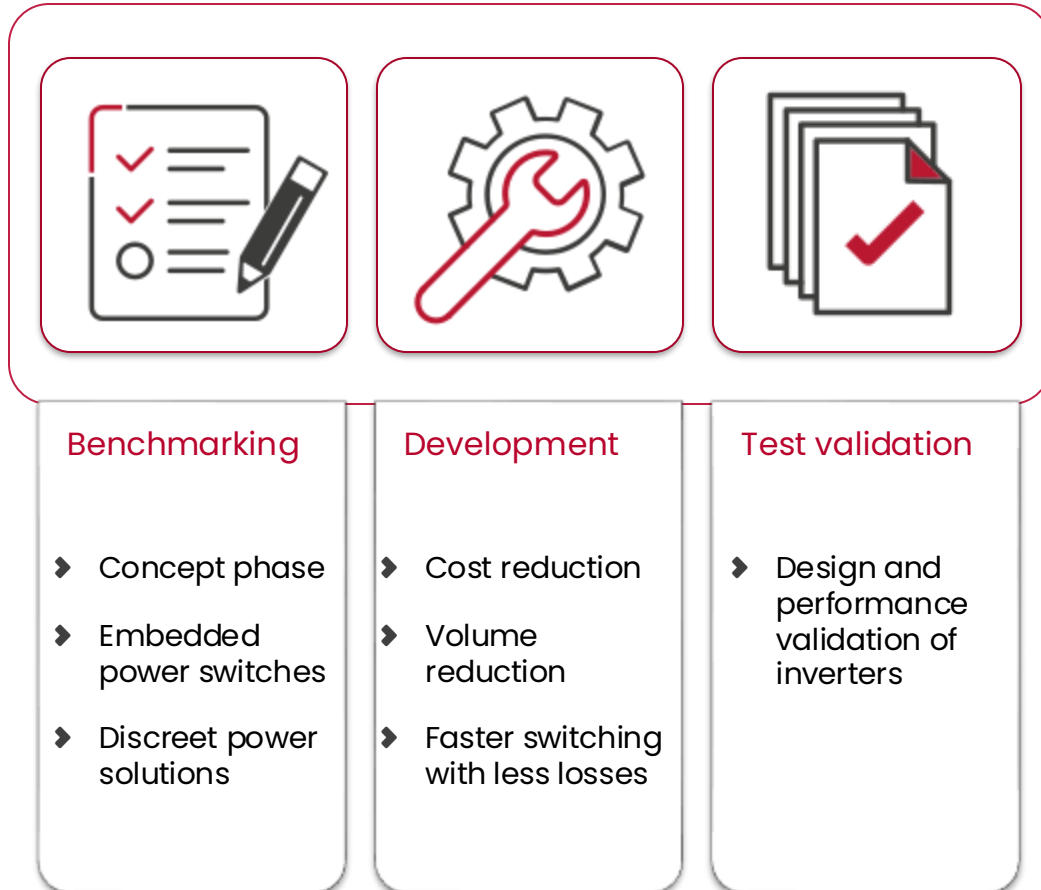 Benchmarking
Concept phase
Embedded
power switches
Discreet power
solutions
Development
Cost reduction
Volume
reduction
Faster switching
with less losses
Test validation
Design and
performance
validation of
inverters